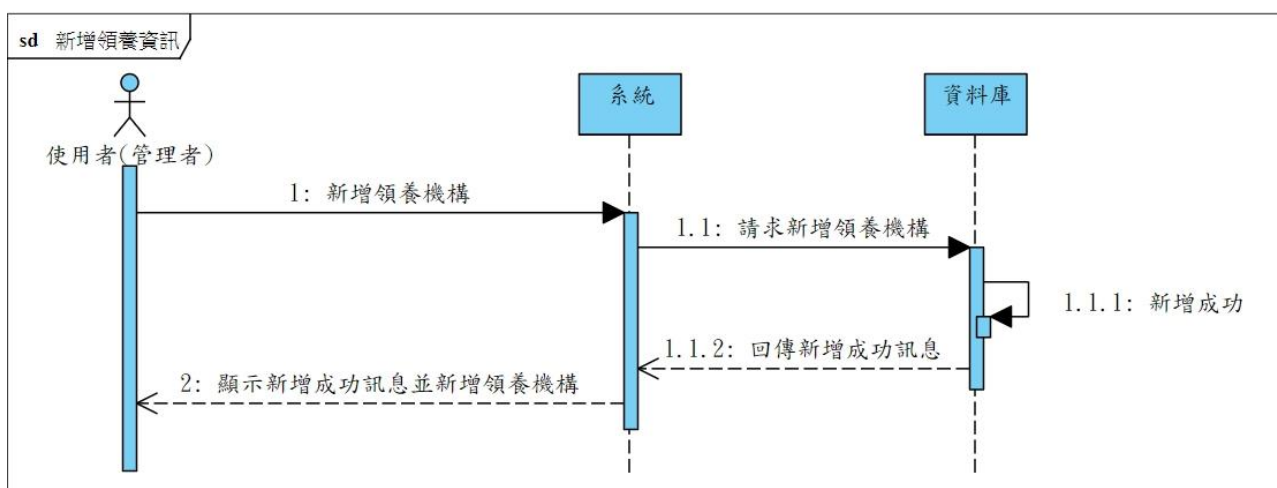 sd 新增領養資訊
系統
資料庫
使用者(管理者)
1: 新增領養機構
1.1: 請求新增領養機構
1.1.1: 新增成功
1.1.2: 回傳新增成功訊息
2: 顯示新增成功訊息並新增領養機構